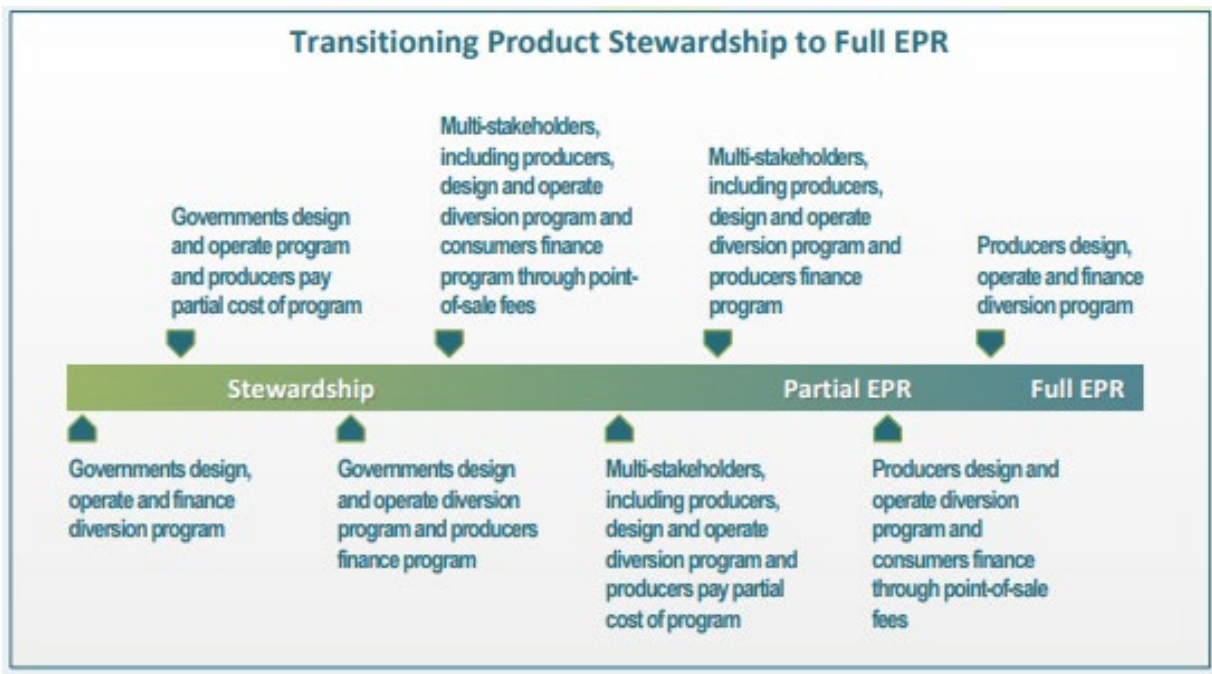 Transitioning Product Stewardship to Full EPR
Governments design
and operate program
and producers pay
partial cost of program
Multi-stakeholders,
including producers,
design and operate
diversion program and
consumers finance
program through point-
of-sale fees
Multi-stakeholders,
including producers,
design and operate
diversion program and
producers finance
program
Producers design,
operate and finance
diversion program
Stewardship
Partial EPR
Full EPR
Governments design,
operate and finance
diversion program
Governments design
and operate diversion
program and producers
finance program
Multi-stakeholders,
including producers,
design and operate
diversion program and
producers pay partial
cost of program
Producers design and
operate diversion
program and
consumers finance
through point-of-sale
fees